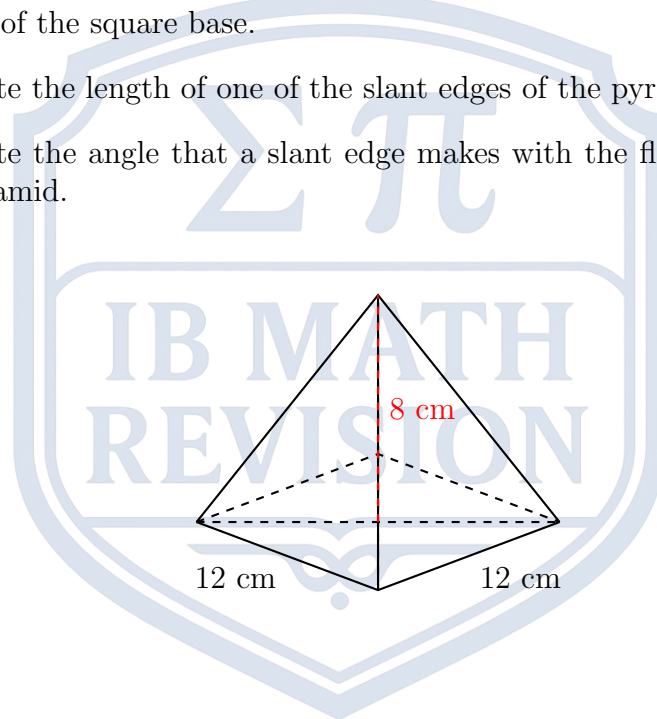 of the square base.
te the length of one of the slant edges of the pyr
te the angle that a slant edge makes with the fl
amid.
Σ π
IB MATH
REVISION
8 cm
12 cm 12 cm